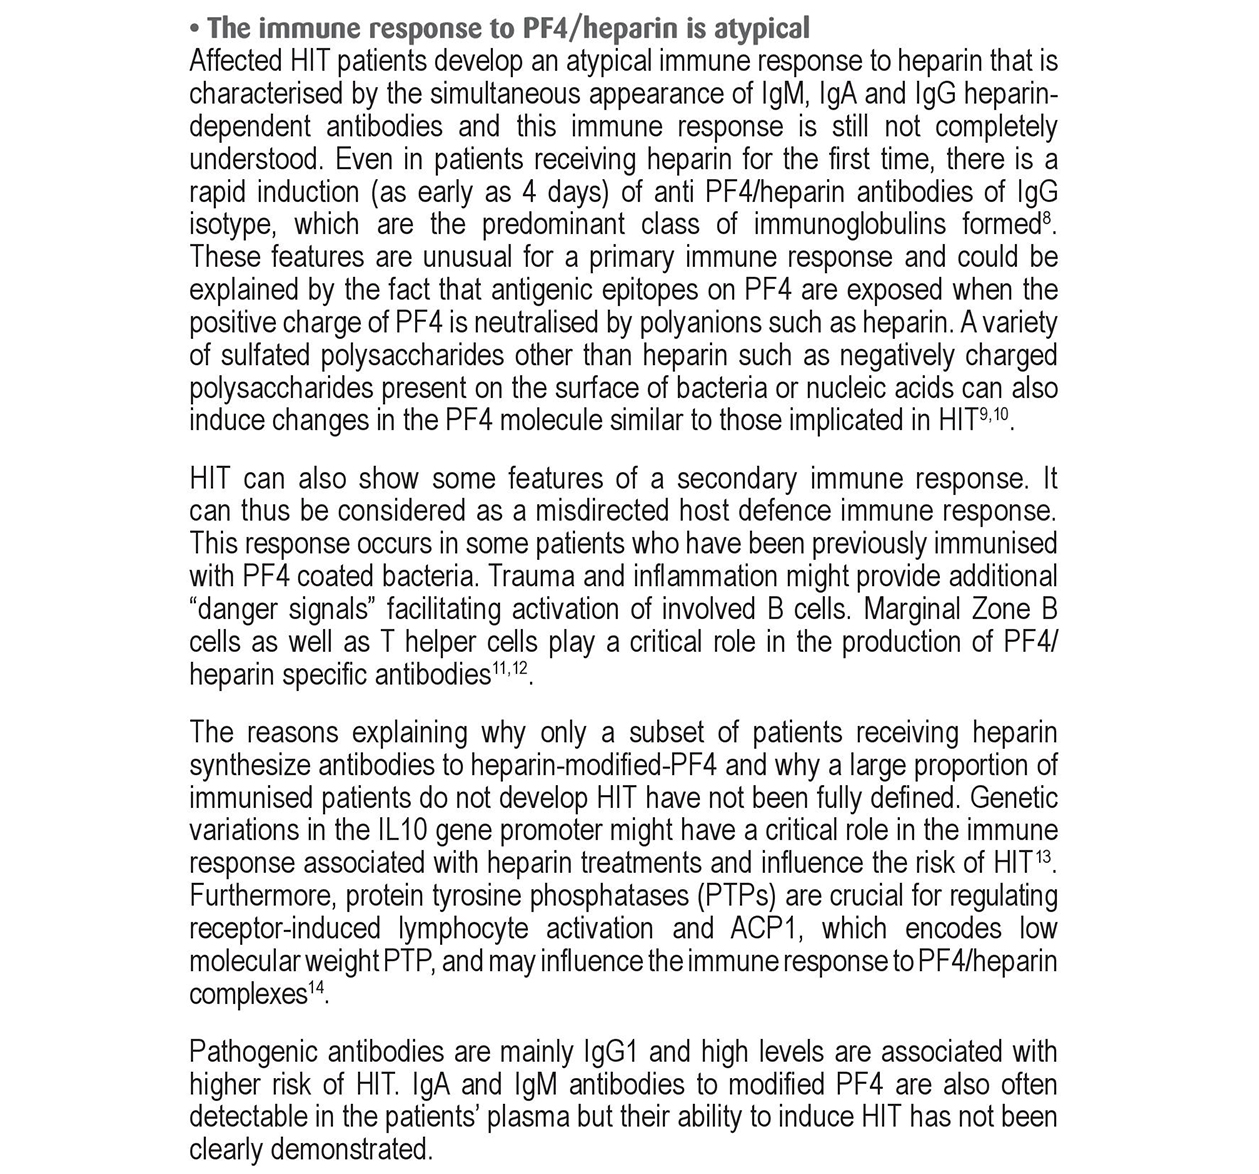 • The immune response to PF4/heparin is atypical
Affected HIT patients develop an atypical immune response to heparin that is
characterised by the simultaneous appearance of IgM, IgA and IgG heparin-
dependent antibodies and this immune response is still not completely
understood. Even in patients receiving heparin for the first time, there is a
rapid induction (as early as 4 days) of anti PF4/heparin antibodies of IgG
isotype, which are the predominant class of immunoglobulins formed⁸.
These features are unusual for a primary immune response and could be
explained by the fact that antigenic epitopes on PF4 are exposed when the
positive charge of PF4 is neutralised by polyanions such as heparin. A variety
of sulfated polysaccharides other than heparin such as negatively charged
polysaccharides present on the surface of bacteria or nucleic acids can also
induce changes in the PF4 molecule similar to those implicated in HIT⁹,¹⁰.
HIT can also show some features of a secondary immune response. It
can thus be considered as a misdirected host defence immune response.
This response occurs in some patients who have been previously immunised
with PF4 coated bacteria. Trauma and inflammation might provide additional
“danger signals” facilitating activation of involved B cells. Marginal Zone B
cells as well as T helper cells play a critical role in the production of PF4/
heparin specific antibodies¹¹,¹².
The reasons explaining why only a subset of patients receiving heparin
synthesize antibodies to heparin-modified-PF4 and why a large proportion of
immunised patients do not develop HIT have not been fully defined. Genetic
variations in the IL10 gene promoter might have a critical role in the immune
response associated with heparin treatments and influence the risk of HIT¹³.
Furthermore, protein tyrosine phosphatases (PTPs) are crucial for regulating
receptor-induced lymphocyte activation and ACP1, which encodes low
molecular weight PTP, and may influence the immune response to PF4/heparin
complexes¹⁴.
Pathogenic antibodies are mainly IgG1 and high levels are associated with
higher risk of HIT. IgA and IgM antibodies to modified PF4 are also often
detectable in the patients’ plasma but their ability to induce HIT has not been
clearly demonstrated.